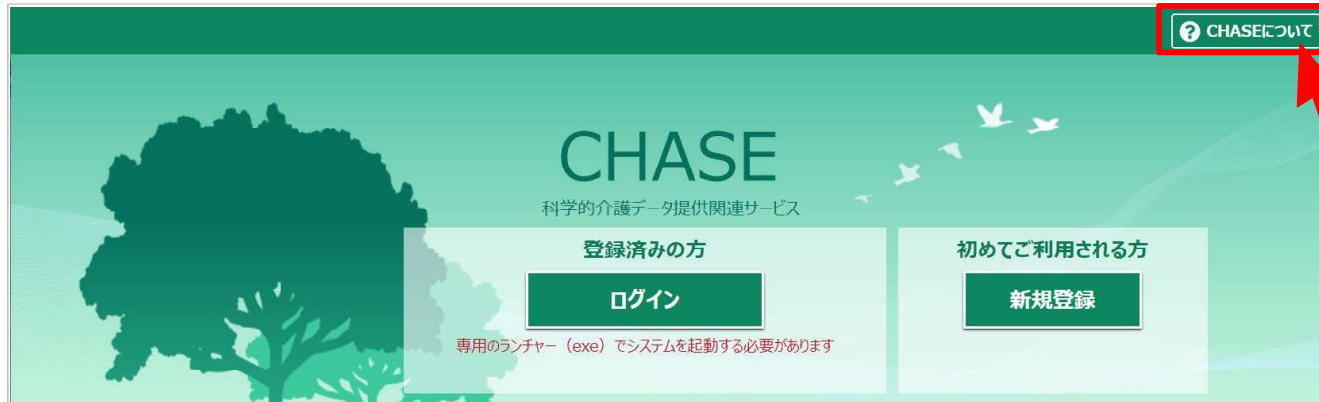 CHASEについて
CHASE
科学的介護データ提供関連サービス
登録済みの方
ログイン
専用のランチャー（exe）でシステムを起動する必要があります
初めてご利用される方
新規登録